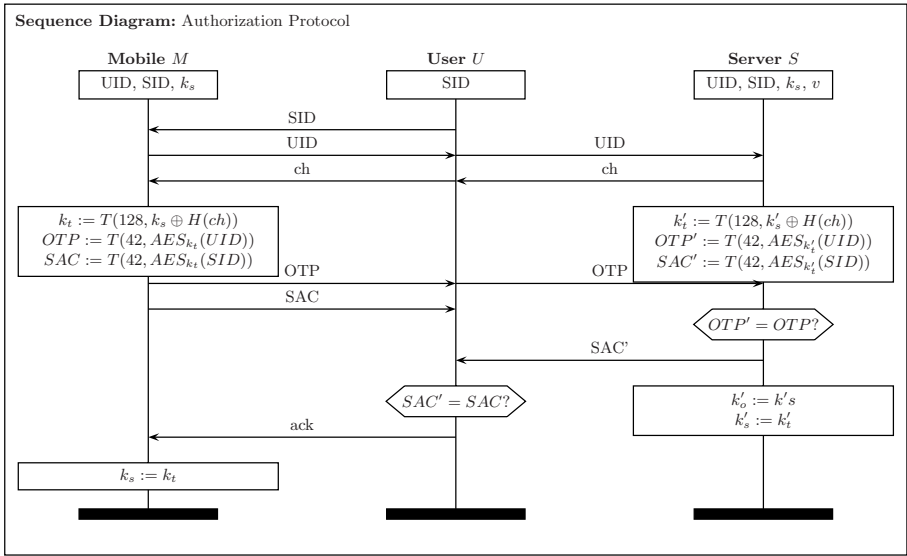 Sequence Diagram: Authorization Protocol
Mobile M User U Server S
UID, SID, k_s SID UID, SID, k_s, v
SID
UID UID
ch ch
k_t := T(128, k_s ⊕ H(ch)) k′_t := T(128, k′_s ⊕ H(ch))
OTP := T(42, AES_{k_t}(UID)) OTP′ := T(42, AES_{k′_t}(UID))
SAC := T(42, AES_{k_t}(SID)) SAC′ := T(42, AES_{k′_t}(SID))
OTP OTP
SAC
OTP′ = OTP?
SAC'
SAC′ = SAC? k′_o := k′s
k′_s := k′_t
ack
k_s := k_t